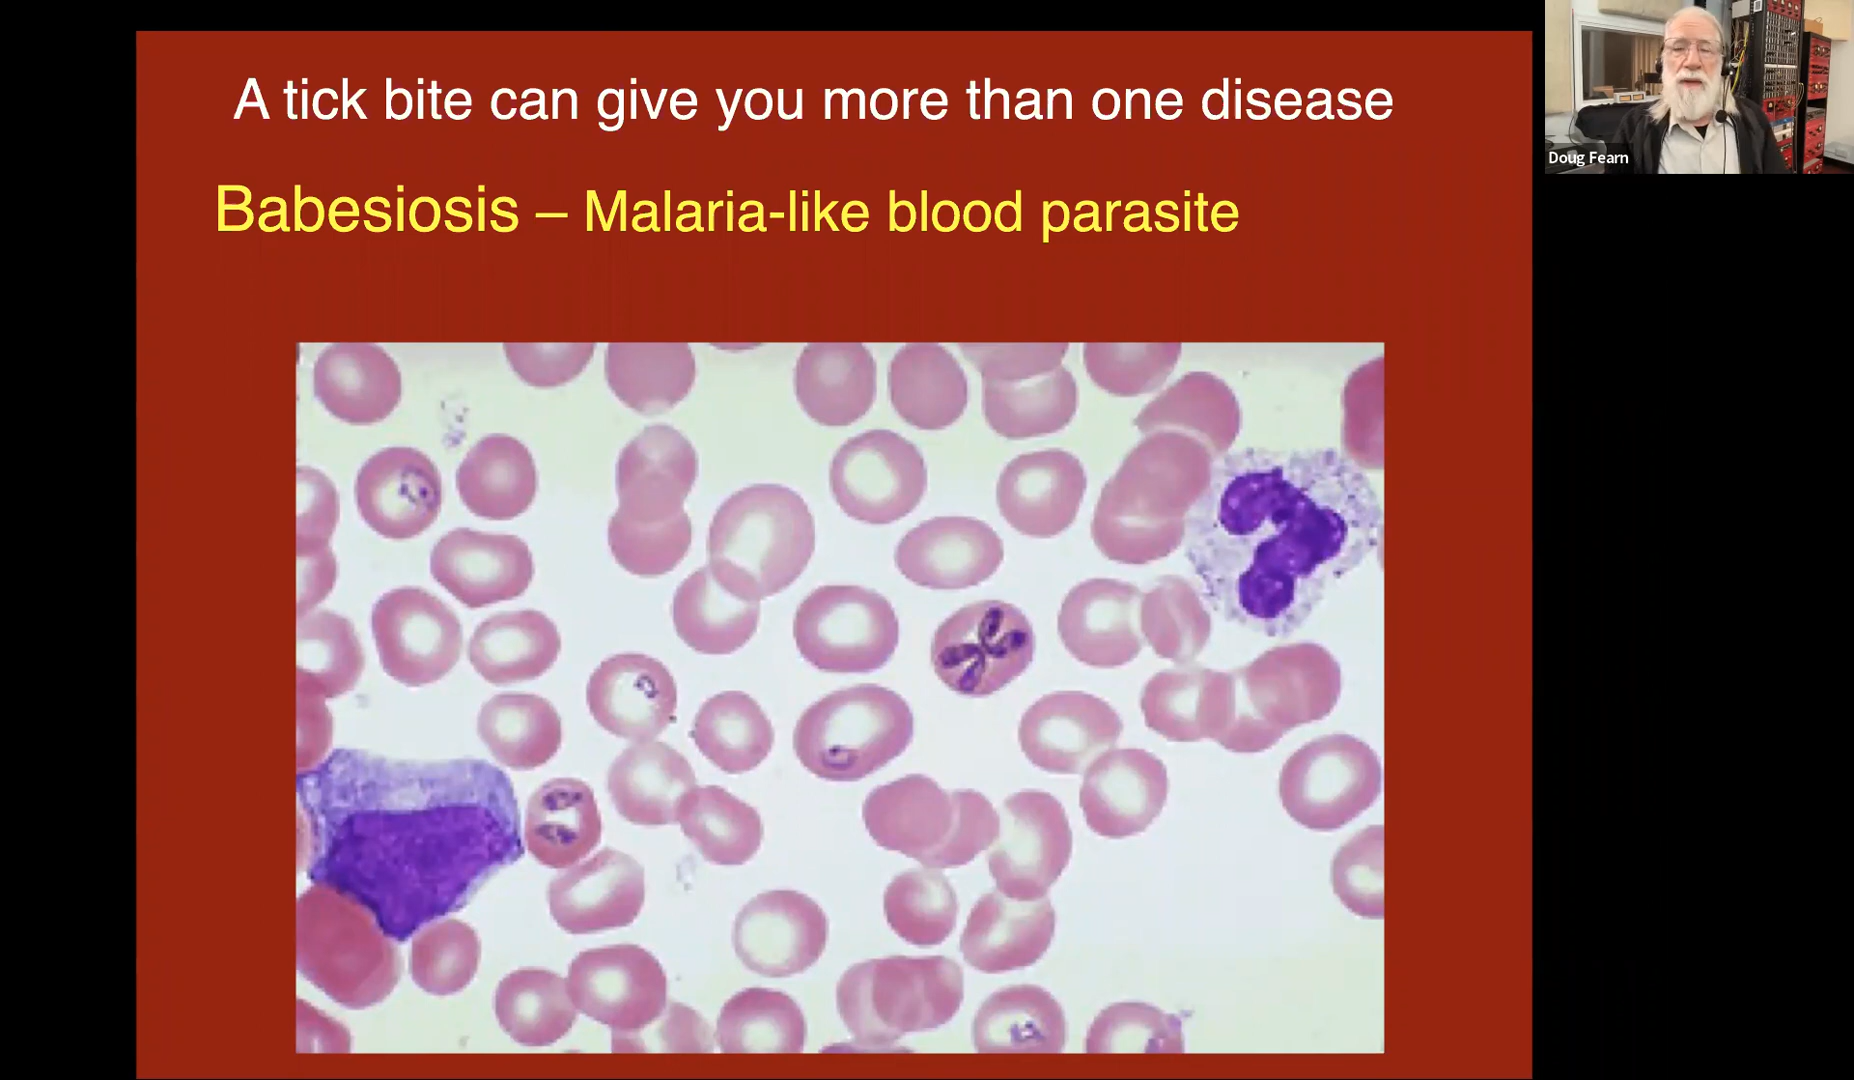 A tick bite can give you more than one disease
Babesiosis – Malaria-like blood parasite
Doug Fearn